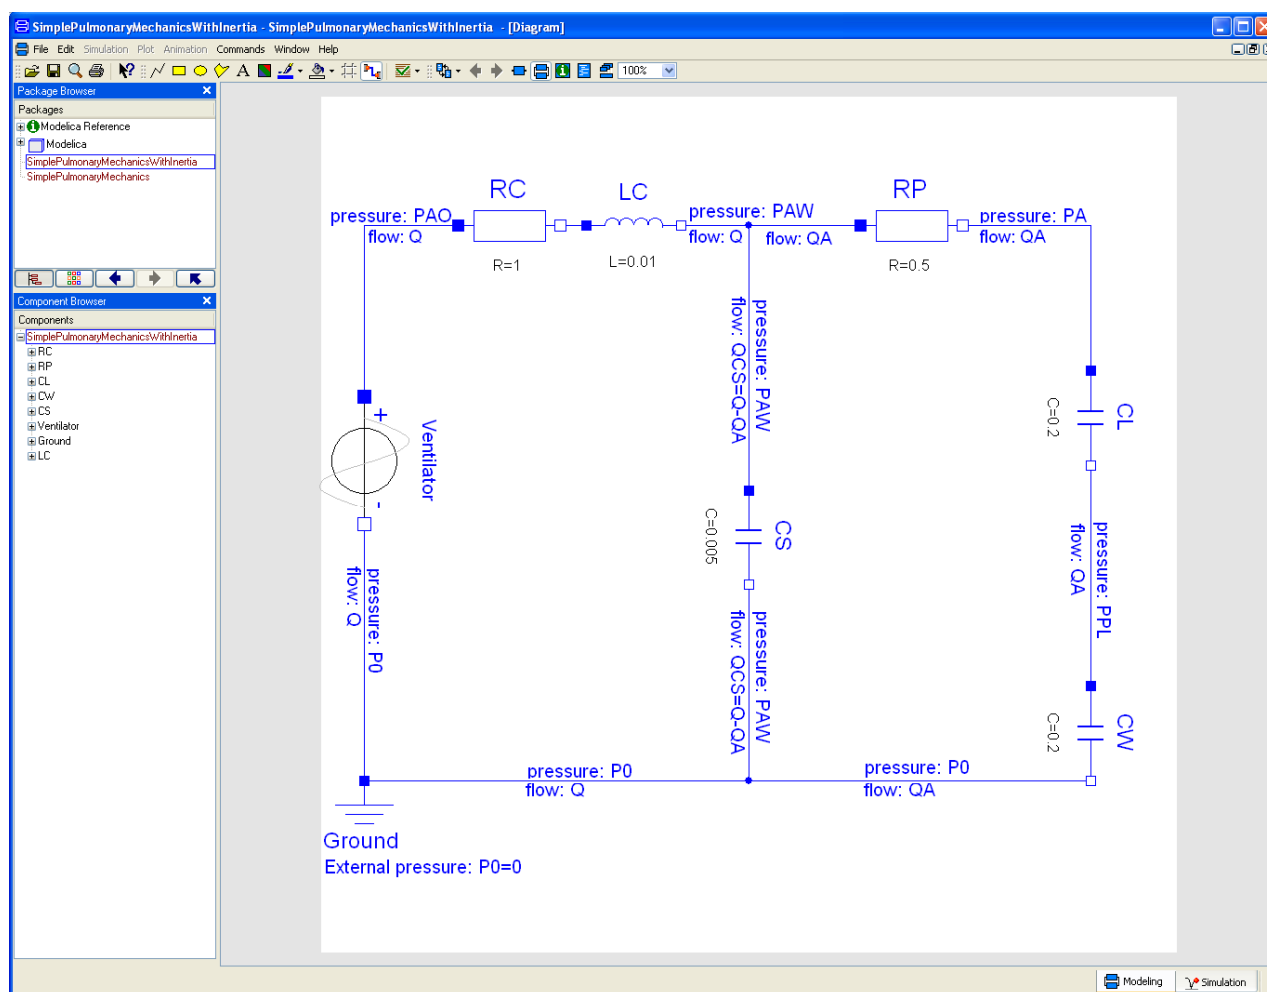 SimplePulmonaryMechanicsWithInertia - SimplePulmonaryMechanicsWithInertia - [Diagram]
File Edit Simulation Plot Animation Commands Window Help
A 100%
Package Browser
Packages
Modelica Reference
Modelica
SimplePulmonaryMechanicsWithInertia
SimplePulmonaryMechanics
Component Browser
Components
SimplePulmonaryMechanicsWithInertia
RC
RP
CL
CW
CS
Ventilator
Ground
LC
RC
LC
RP
pressure: PAO
flow: Q
pressure: PAW
flow: Q
flow: QA
pressure: PA
flow: QA
R=1
L=0.01
R=0.5
pressure: PAW
flow: QCS=Q-QA
+
Ventilator
-
CL
C=0.2
CS
C=0.005
pressure: P0
flow: Q
pressure: PPL
flow: QA
pressure: PAW
flow: QCS=Q-QA
CW
C=0.2
pressure: P0
flow: Q
pressure: P0
flow: QA
Ground
External pressure: P0=0
Modeling
Simulation